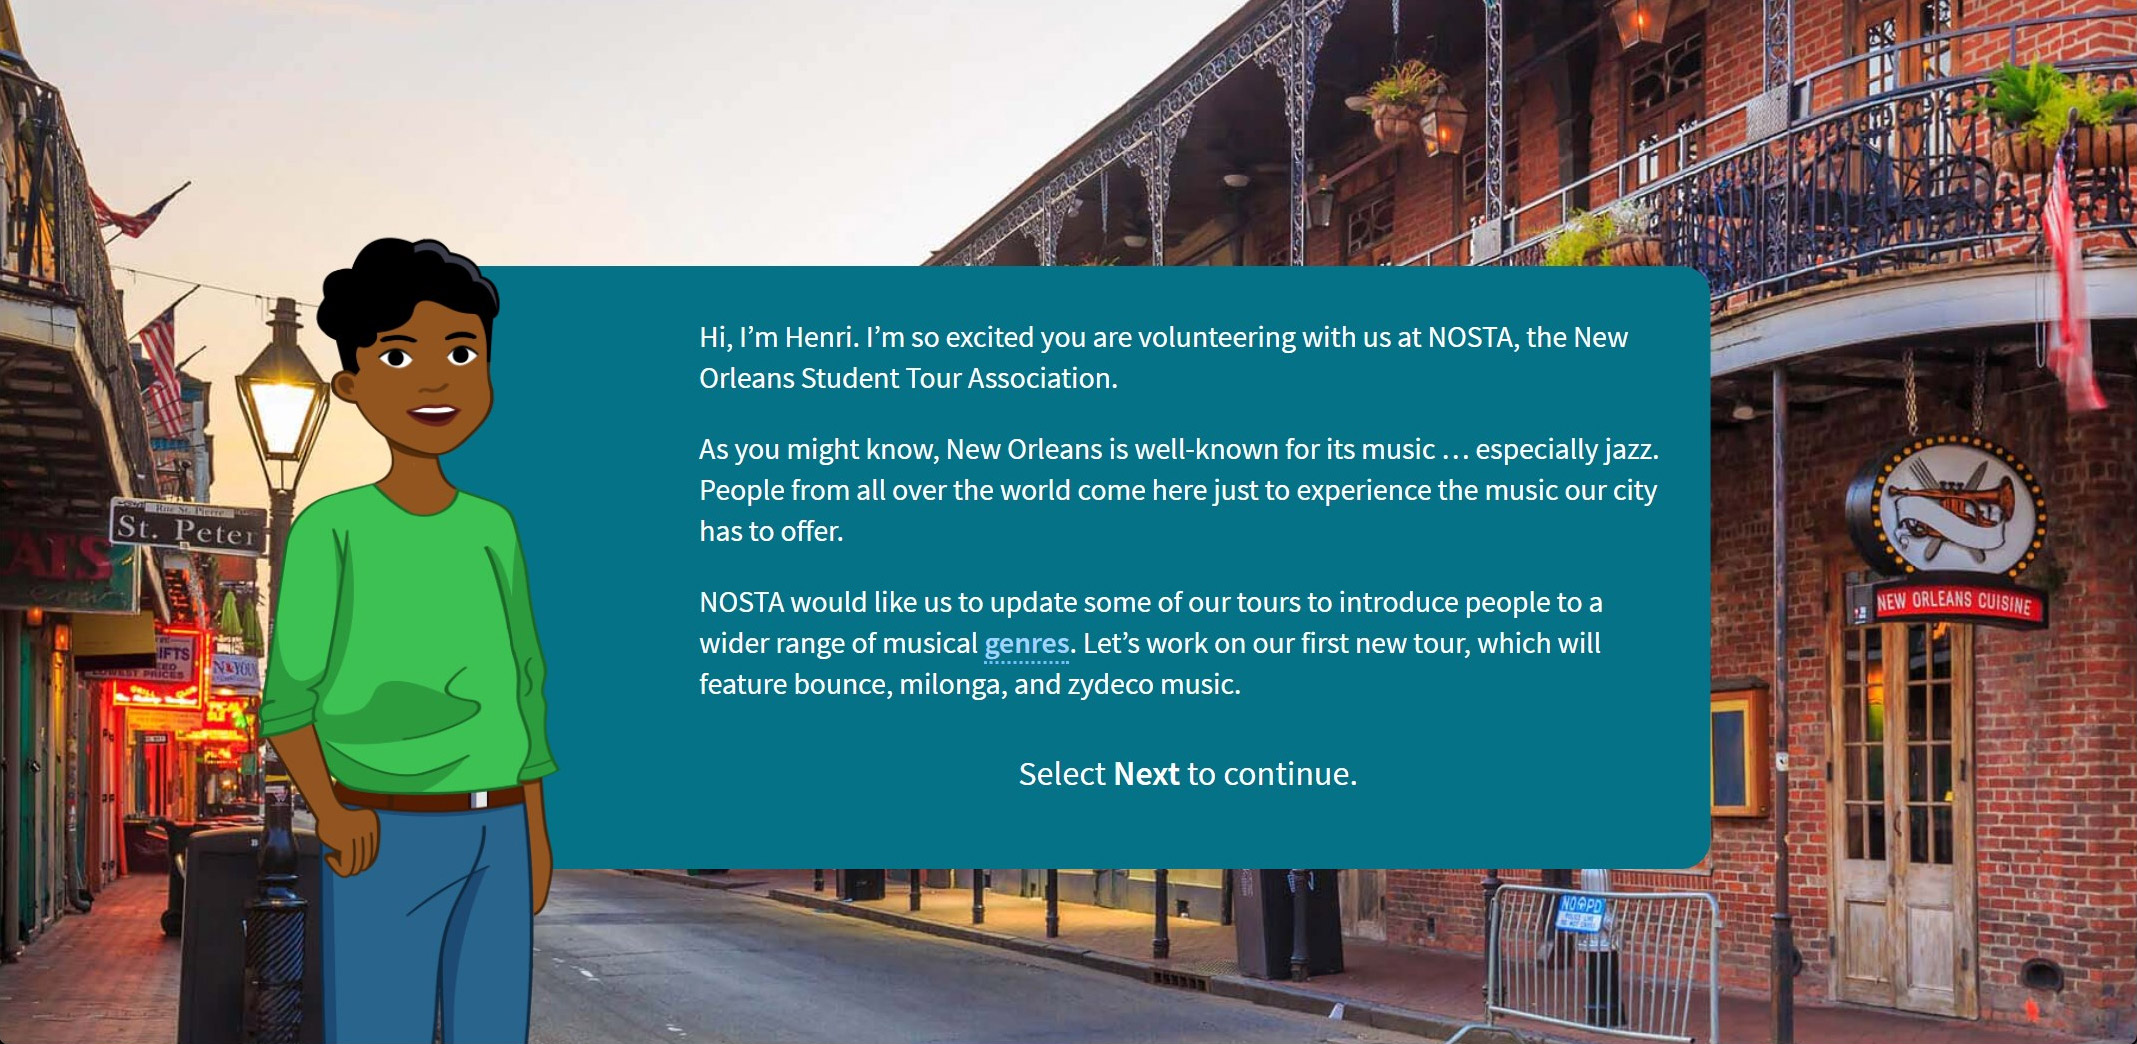 Hi, I’m Henri. I’m so excited you are volunteering with us at NOSTA, the New
Orleans Student Tour Association.
As you might know, New Orleans is well-known for its music … especially jazz.
People from all over the world come here just to experience the music our city
has to offer.
NOSTA would like us to update some of our tours to introduce people to a
wider range of musical genres. Let’s work on our first new tour, which will
feature bounce, milonga, and zydeco music.
Select Next to continue.
Rue St. Pierre
St. Peter
NEW ORLEANS CUISINE
IFTS
LOWEST PRICES
NOPD